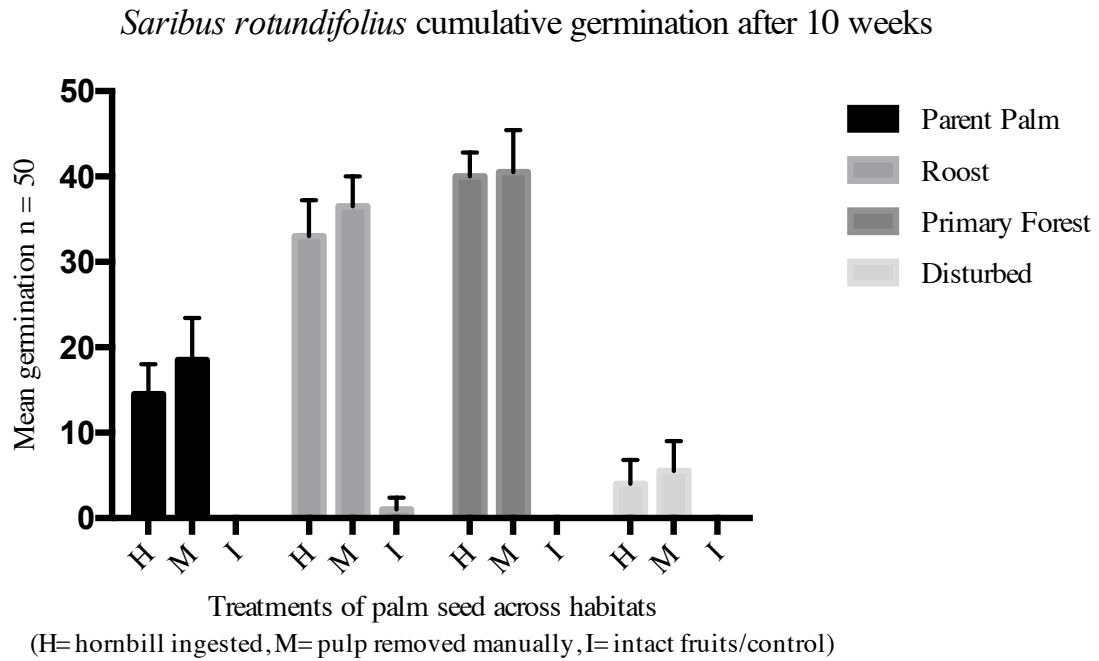 Saribus rotundifolius cumulative germination after 10 weeks
Mean germination n = 50
50
40
30
20
10
0
H M I H M I H M I H M I
Treatments of palm seed across habitats
(H= hornbill ingested, M= pulp removed manually, I= intact fruits/control)
Parent Palm
Roost
Primary Forest
Disturbed